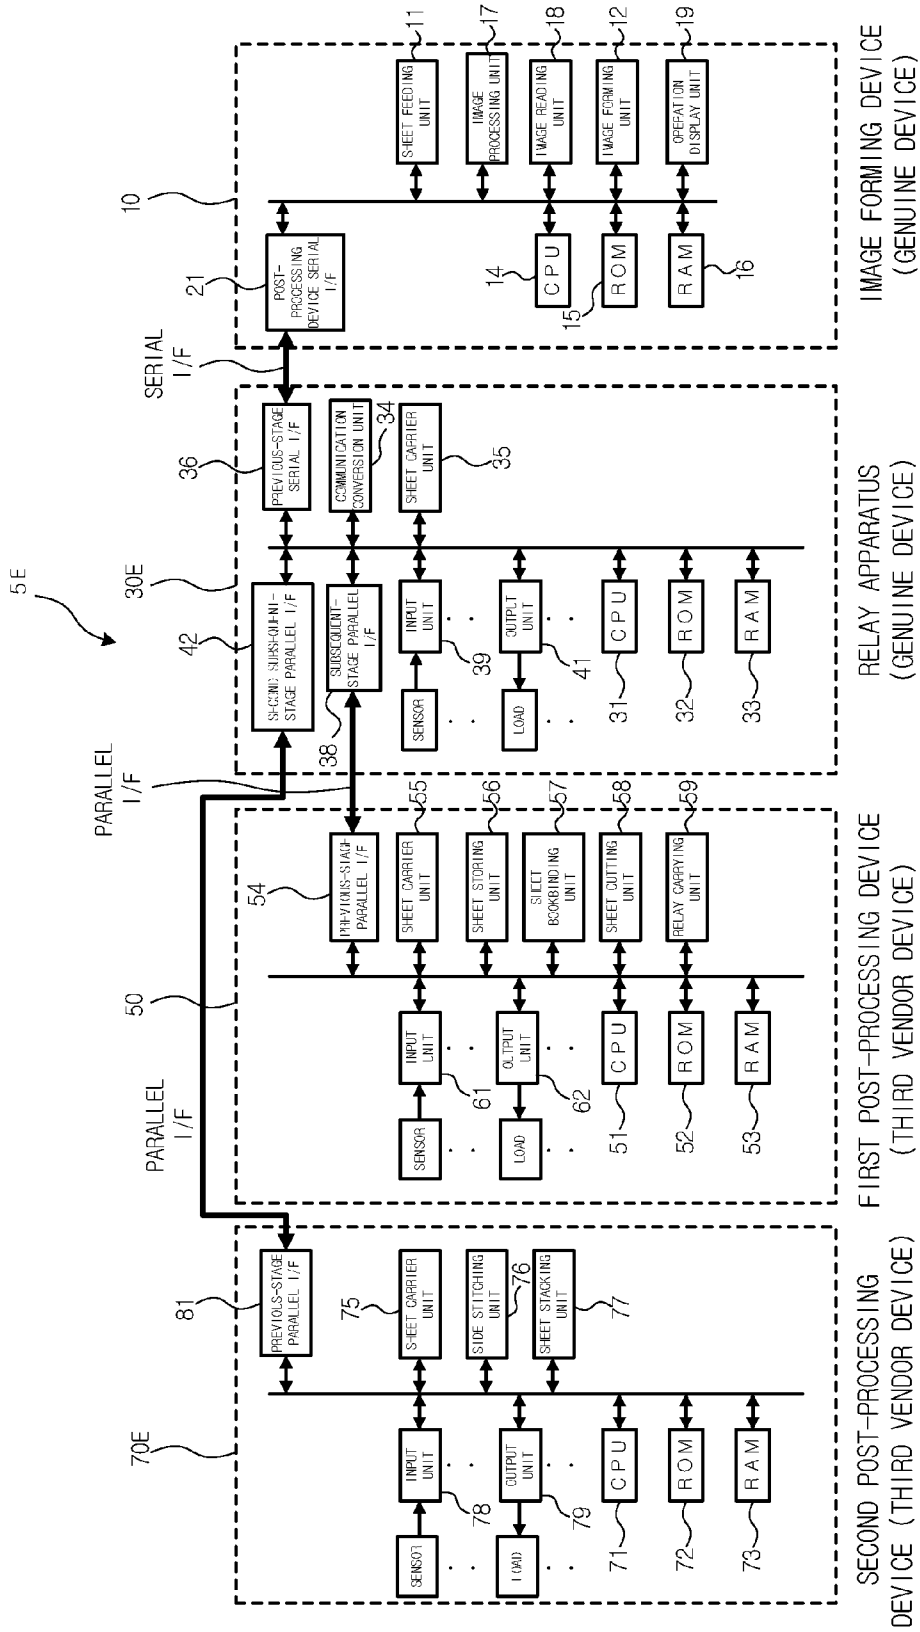 5E
SERIAL
I/F
PARALLEL
I/F
PARALLEL
I/F
10
21
POST-
PROCESSING
DEVICE SERIAL
I/F
SHEET FEEDING
UNIT
11
IMAGE
PROCESSING UNIT
17
IMAGE READING
UNIT
18
IMAGE FORMING
UNIT
12
OPERATION
DISPLAY UNIT
19
14
CPU
15
ROM
RAM
16
IMAGE FORMING DEVICE
(GENUINE DEVICE)
30E
36
PREVIOUS-STAGE
SERIAL I/F
COMMUNICATION
CONVERSION UNIT
34
SHEET CARRIER
UNIT
35
42
SECOND SUBSEQUENT-
STAGE PARALLEL I/F
SUBSEQUENT-
STAGE PARALLEL
I/F
38
INPUT
UNIT
39
SENSOR
OUTPUT
UNIT
41
LOAD
CPU
31
ROM
32
RAM
33
RELAY APPARATUS
(GENUINE DEVICE)
50
54
PREVIOUS-STAGE
PARALLEL I/F
SHEET CARRIER
UNIT
55
SHEET STORING
UNIT
56
SHEET
BOOKBINDING
UNIT
57
SHEET CUTTING
UNIT
58
RELAY CARRYING
UNIT
59
INPUT
UNIT
61
SENSOR
OUTPUT
UNIT
62
LOAD
CPU
51
ROM
52
RAM
53
FIRST POST-PROCESSING DEVICE
(THIRD VENDOR DEVICE)
70E
81
PREVIOUS-STAGE
PARALLEL I/F
75
SHEET CARRIER
UNIT
SIDE STITCHING
UNIT
76
SHEET STACKING
UNIT
77
INPUT
UNIT
78
SENSOR
OUTPUT
UNIT
79
LOAD
CPU
71
ROM
72
RAM
73
SECOND POST-PROCESSING
DEVICE (THIRD VENDOR DEVICE)